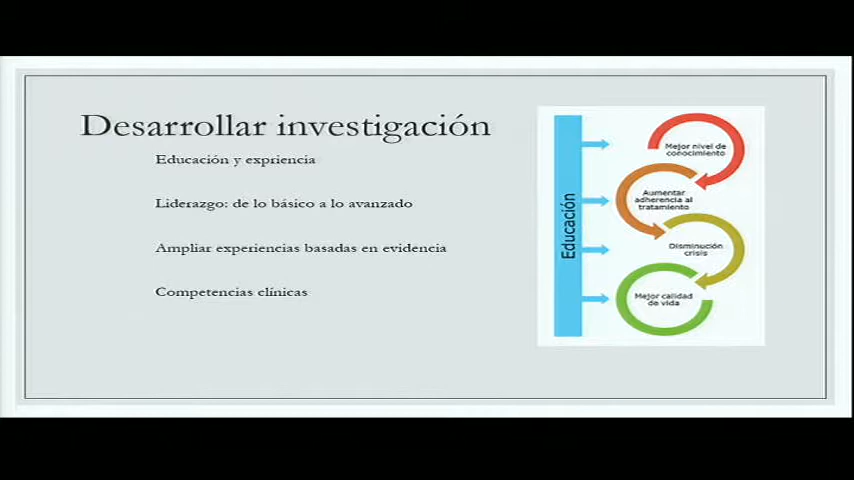 Desarrollar investigación
Educación y expriencia
Liderazgo: de lo básico a lo avanzado
Ampliar experiencias basadas en evidencia
Competencias clínicas
Educación
Mejor nivel de
conocimiento
Aumentar
adherencia al
tratamiento
Disminución
crisis
Mejor calidad
de vida